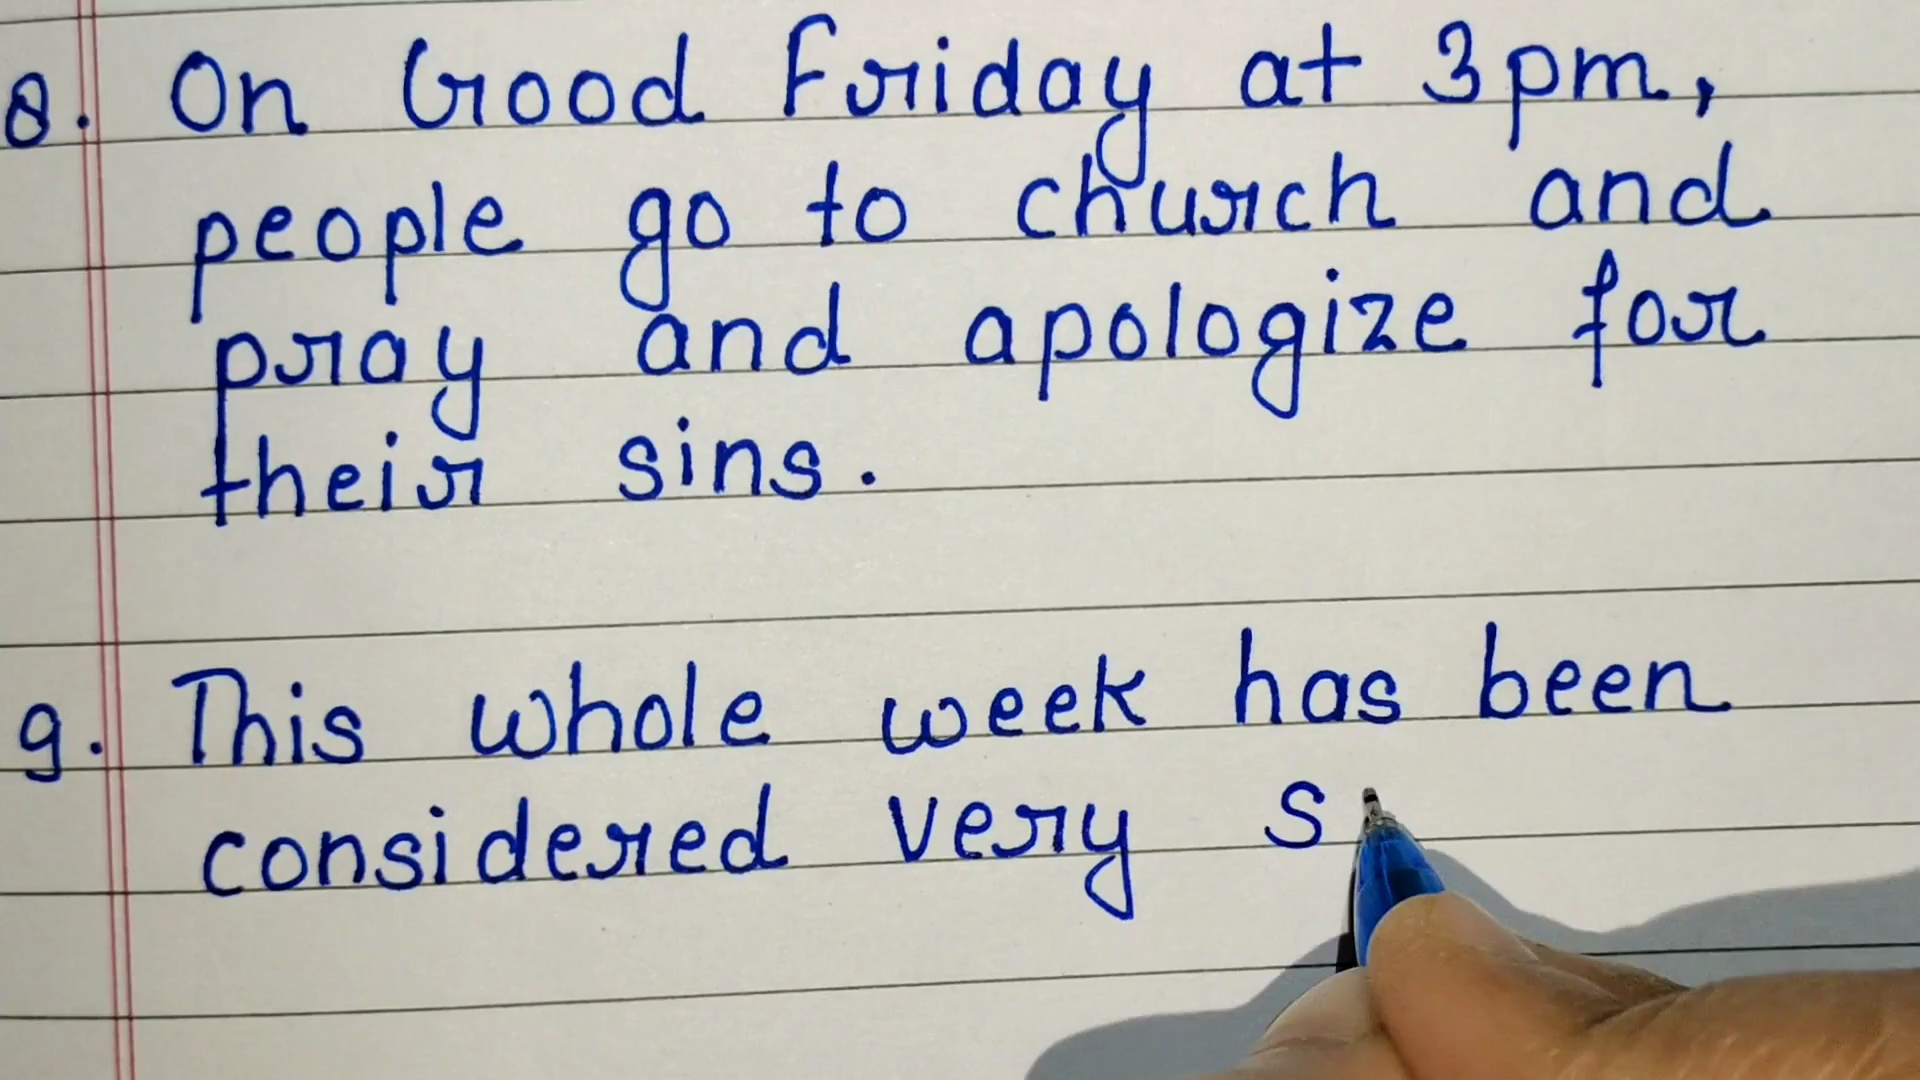 8. On Good Friday at 3pm,
people go to church and
pray and apologize for
their sins.
9. This whole week has been
considered very s